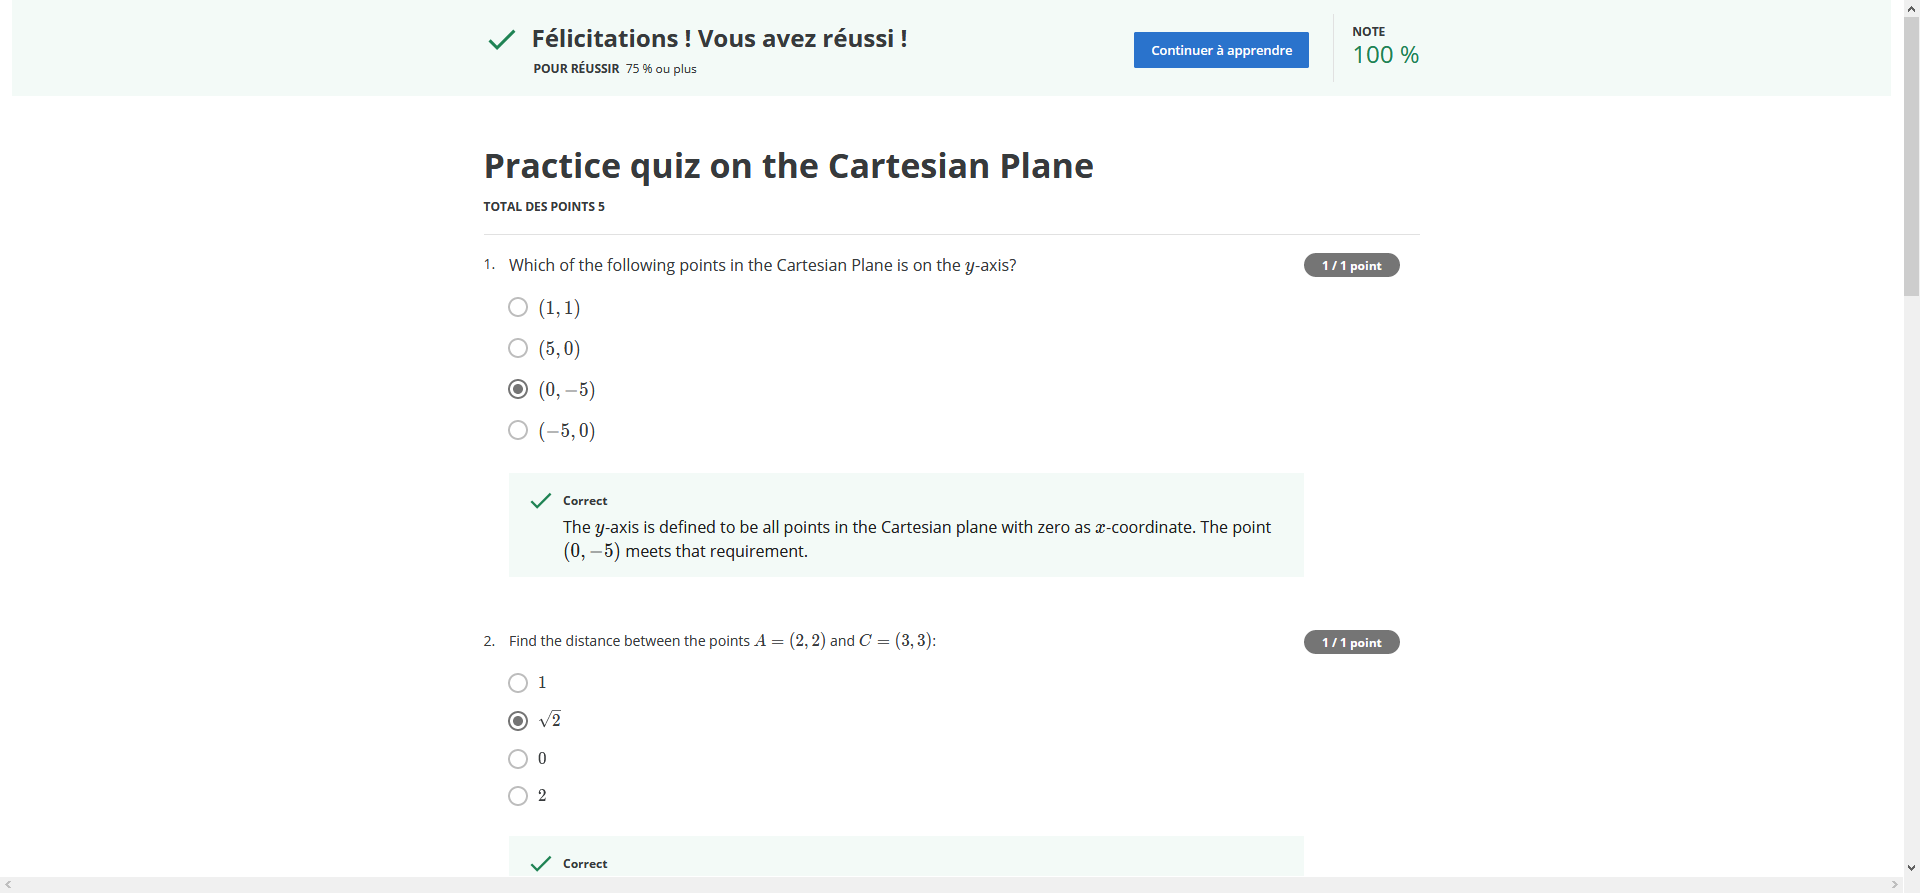 Félicitations ! Vous avez réussi !
POUR RÉUSSIR 75 % ou plus
Continuer à apprendre
NOTE
100 %
Practice quiz on the Cartesian Plane
TOTAL DES POINTS 5
1. Which of the following points in the Cartesian Plane is on the y-axis?
1 / 1 point
(1, 1)
(5, 0)
(0, −5)
(−5, 0)
Correct
The y-axis is defined to be all points in the Cartesian plane with zero as x-coordinate. The point
(0, −5) meets that requirement.
2. Find the distance between the points A = (2, 2) and C = (3, 3):
1 / 1 point
1
√2
0
2
Correct